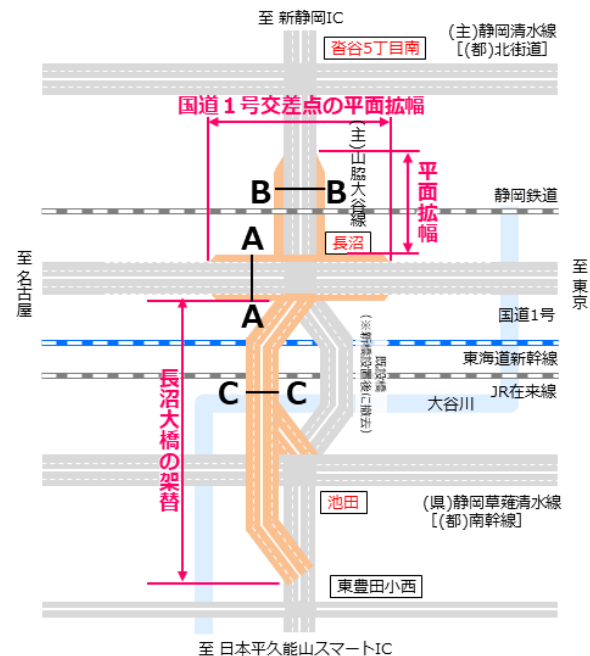 至 新静岡IC
(主)静岡清水線
[(都)北街道]
沓谷5丁目南
国道1号交差点の平面拡幅
(主)山脇大谷線
平面拡幅
B B
静岡鉄道
長沼
A
至 名古屋
至 東京
国道1号
A
既設橋
(※新橋設置後に撤去)
東海道新幹線
JR在来線
C C
大谷川
長沼大橋の架替
池田
(県)静岡草薙清水線
[(都)南幹線]
東豊田小西
至 日本平久能山スマートIC